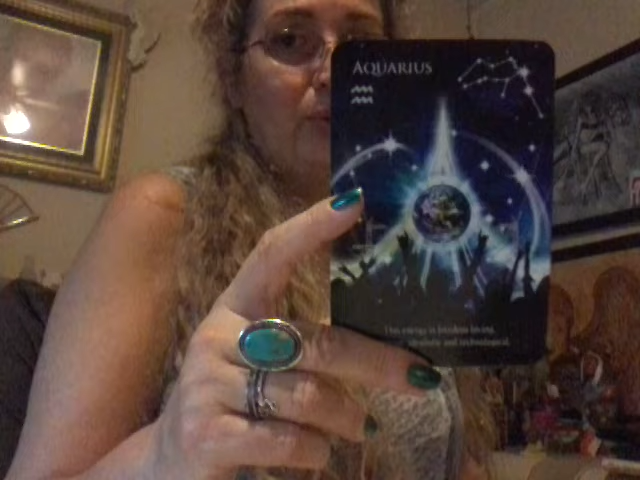 AQUARIUS
This energy is freedom loving,
idealistic and technological.